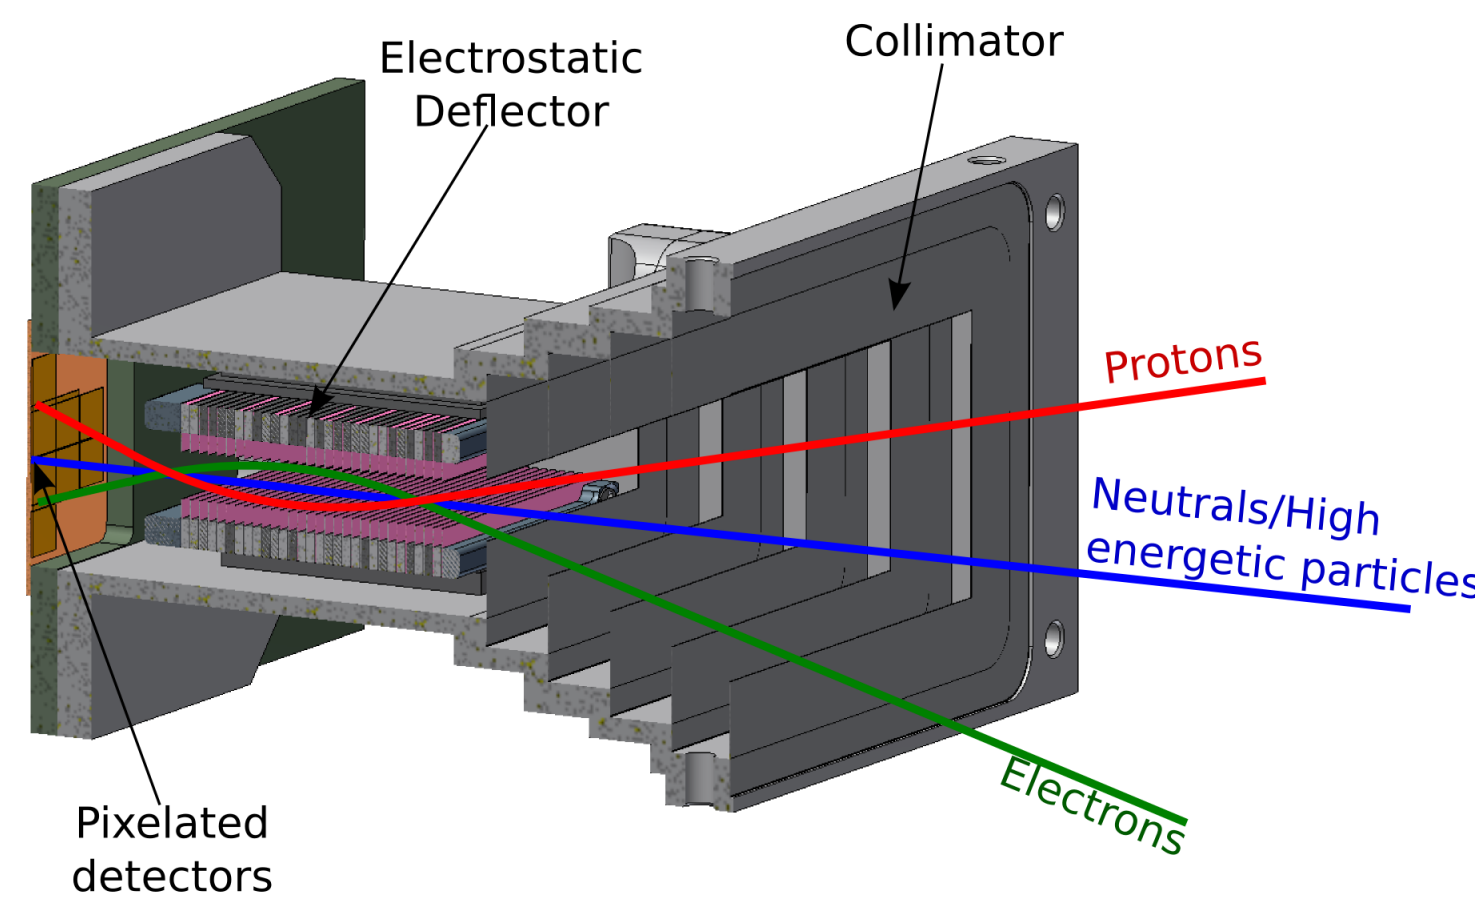 Electrostatic
Deflector
Collimator
Protons
Neutrals/High
energetic particles
Electrons
Pixelated
detectors